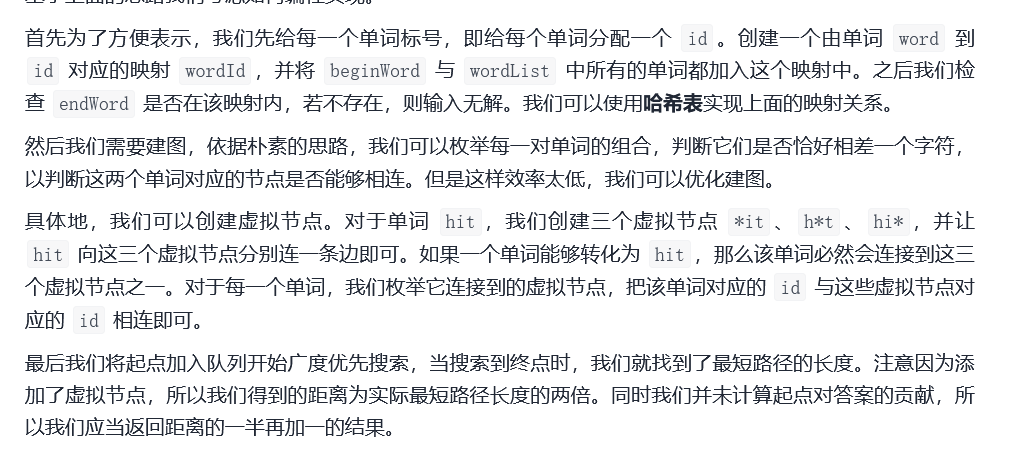 首先为了方便表示，我们先给每一个单词标号，即给每个单词分配一个 id 。创建一个由单词 word 到
id 对应的映射 wordId ，并将 beginWord 与 wordList 中所有的单词都加入这个映射中。之后我们检
查 endWord 是否在该映射内，若不存在，则输入无解。我们可以使用哈希表实现上面的映射关系。
然后我们需要建图，依据朴素的思路，我们可以枚举每一对单词的组合，判断它们是否恰好相差一个字符，
以判断这两个单词对应的节点是否能够相连。但是这样效率太低，我们可以优化建图。
具体地，我们可以创建虚拟节点。对于单词 hit ，我们创建三个虚拟节点 *it 、 h*t 、 hi* ，并让
hit 向这三个虚拟节点分别连一条边即可。如果一个单词能够转化为 hit ，那么该单词必然会连接到这三
个虚拟节点之一。对于每一个单词，我们枚举它连接到的虚拟节点，把该单词对应的 id 与这些虚拟节点对
应的 id 相连即可。
最后我们将起点加入队列开始广度优先搜索，当搜索到终点时，我们就找到了最短路径的长度。注意因为添
加了虚拟节点，所以我们得到的距离为实际最短路径长度的两倍。同时我们并未计算起点对答案的贡献，所
以我们应当返回距离的一半再加一的结果。